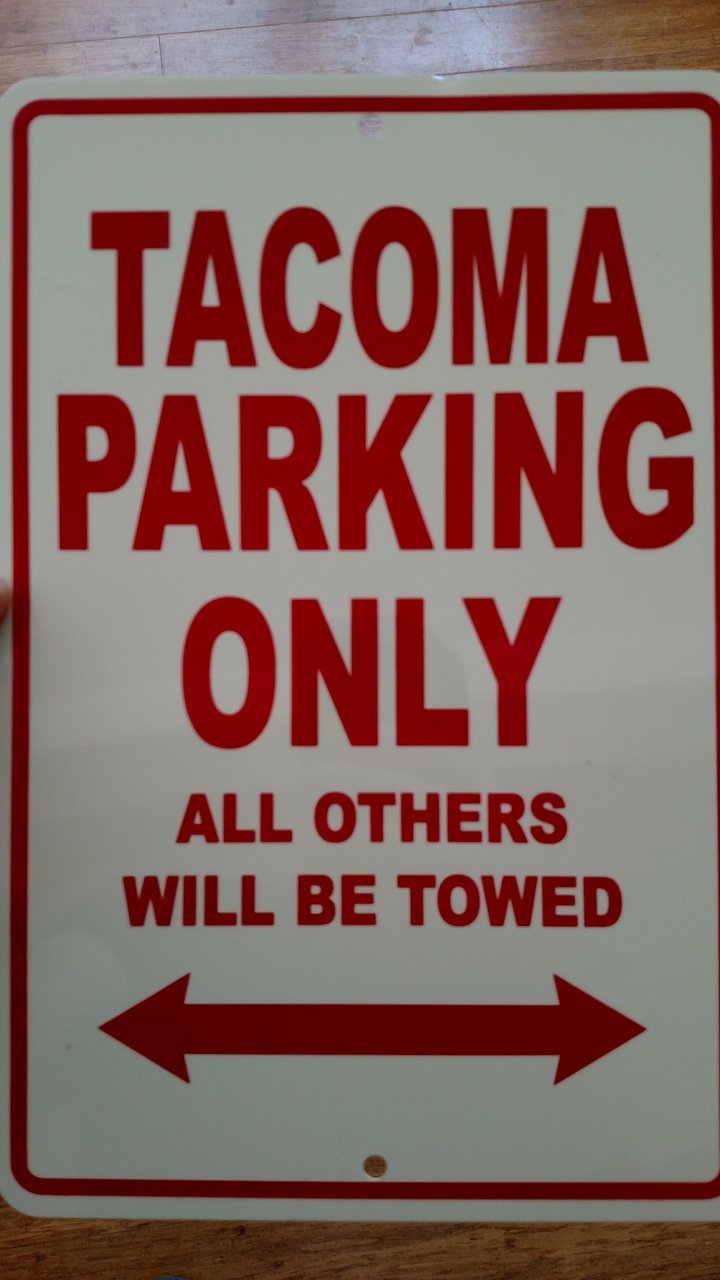 TACOMA
PARKING
ONLY
ALL OTHERS
WILL BE TOWED